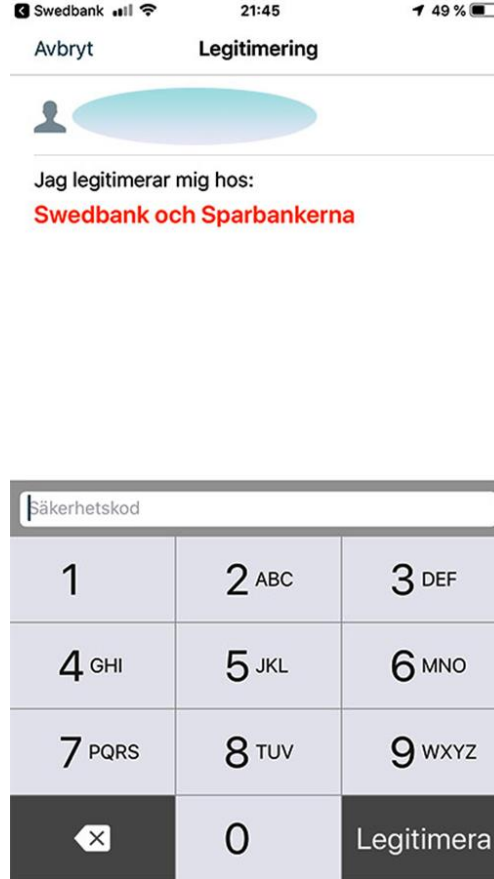 Swedbank 21:45 49 %
Avbryt Legitimering
Jag legitimerar mig hos:
Swedbank och Sparbankerna
Säkerhetskod
1 2 ABC 3 DEF
4 GHI 5 JKL 6 MNO
7 PQRS 8 TUV 9 WXYZ
0 Legitimera